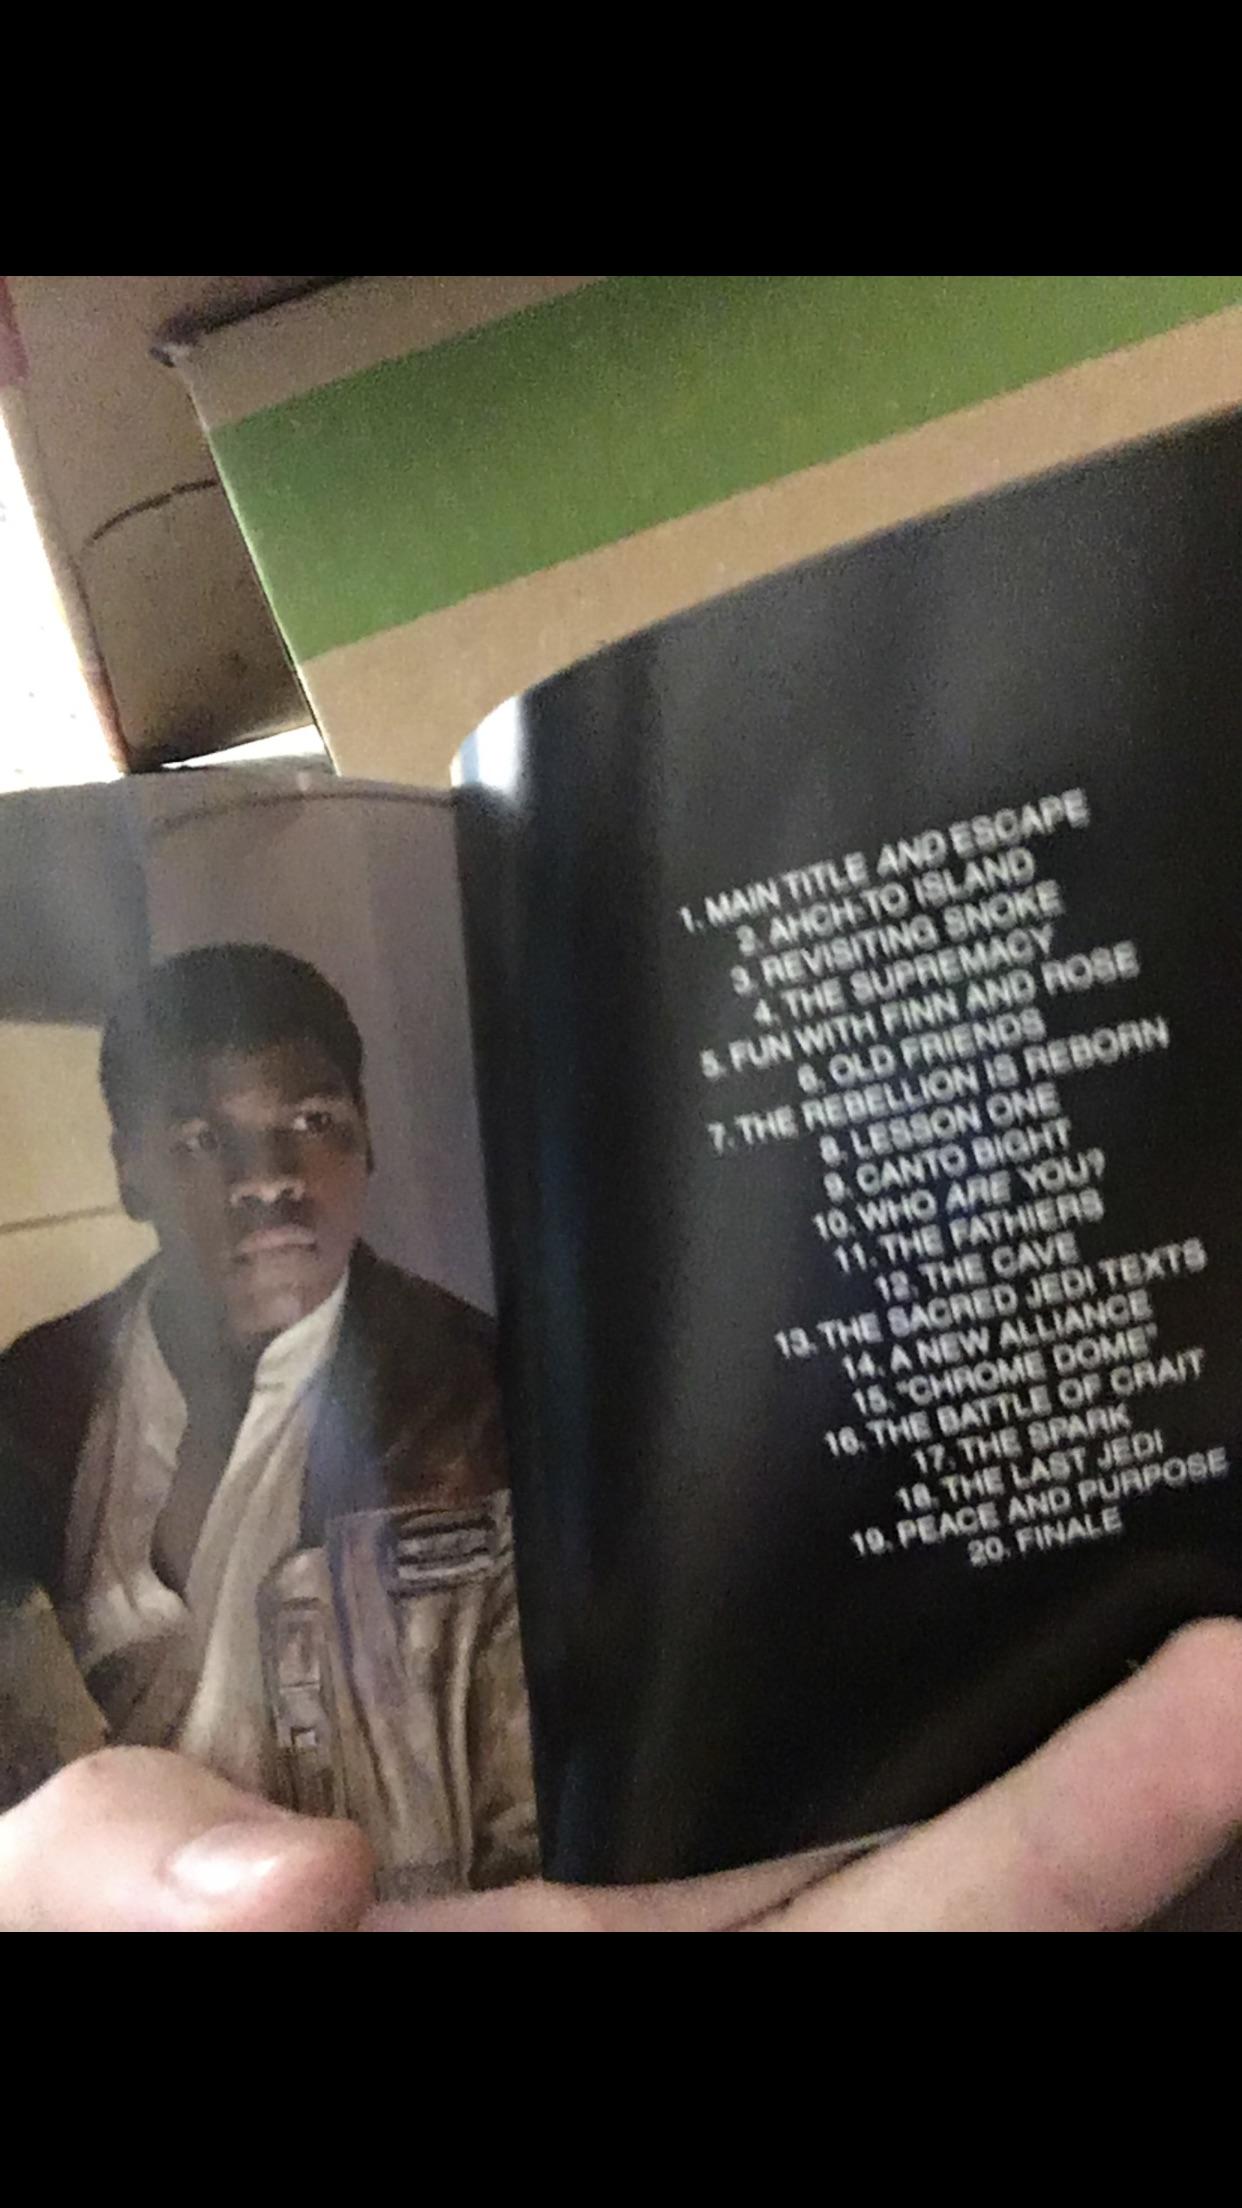 1. MAIN TITLE AND ESCAPE
2. AHCH-TO ISLAND
3. REVISITING SNOKE
4. THE SUPREMACY
5. FUN WITH FINN AND ROSE
6. OLD FRIENDS
7. THE REBELLION IS REBORN
8. LESSON ONE
9. CANTO BIGHT
10. WHO ARE YOU?
11. THE FATHIERS
12. THE CAVE
13. THE SACRED JEDI TEXTS
14. A NEW ALLIANCE
15. "CHROME DOME"
16. THE BATTLE OF CRAIT
17. THE SPARK
18. THE LAST JEDI
19. PEACE AND PURPOSE
20. FINALE